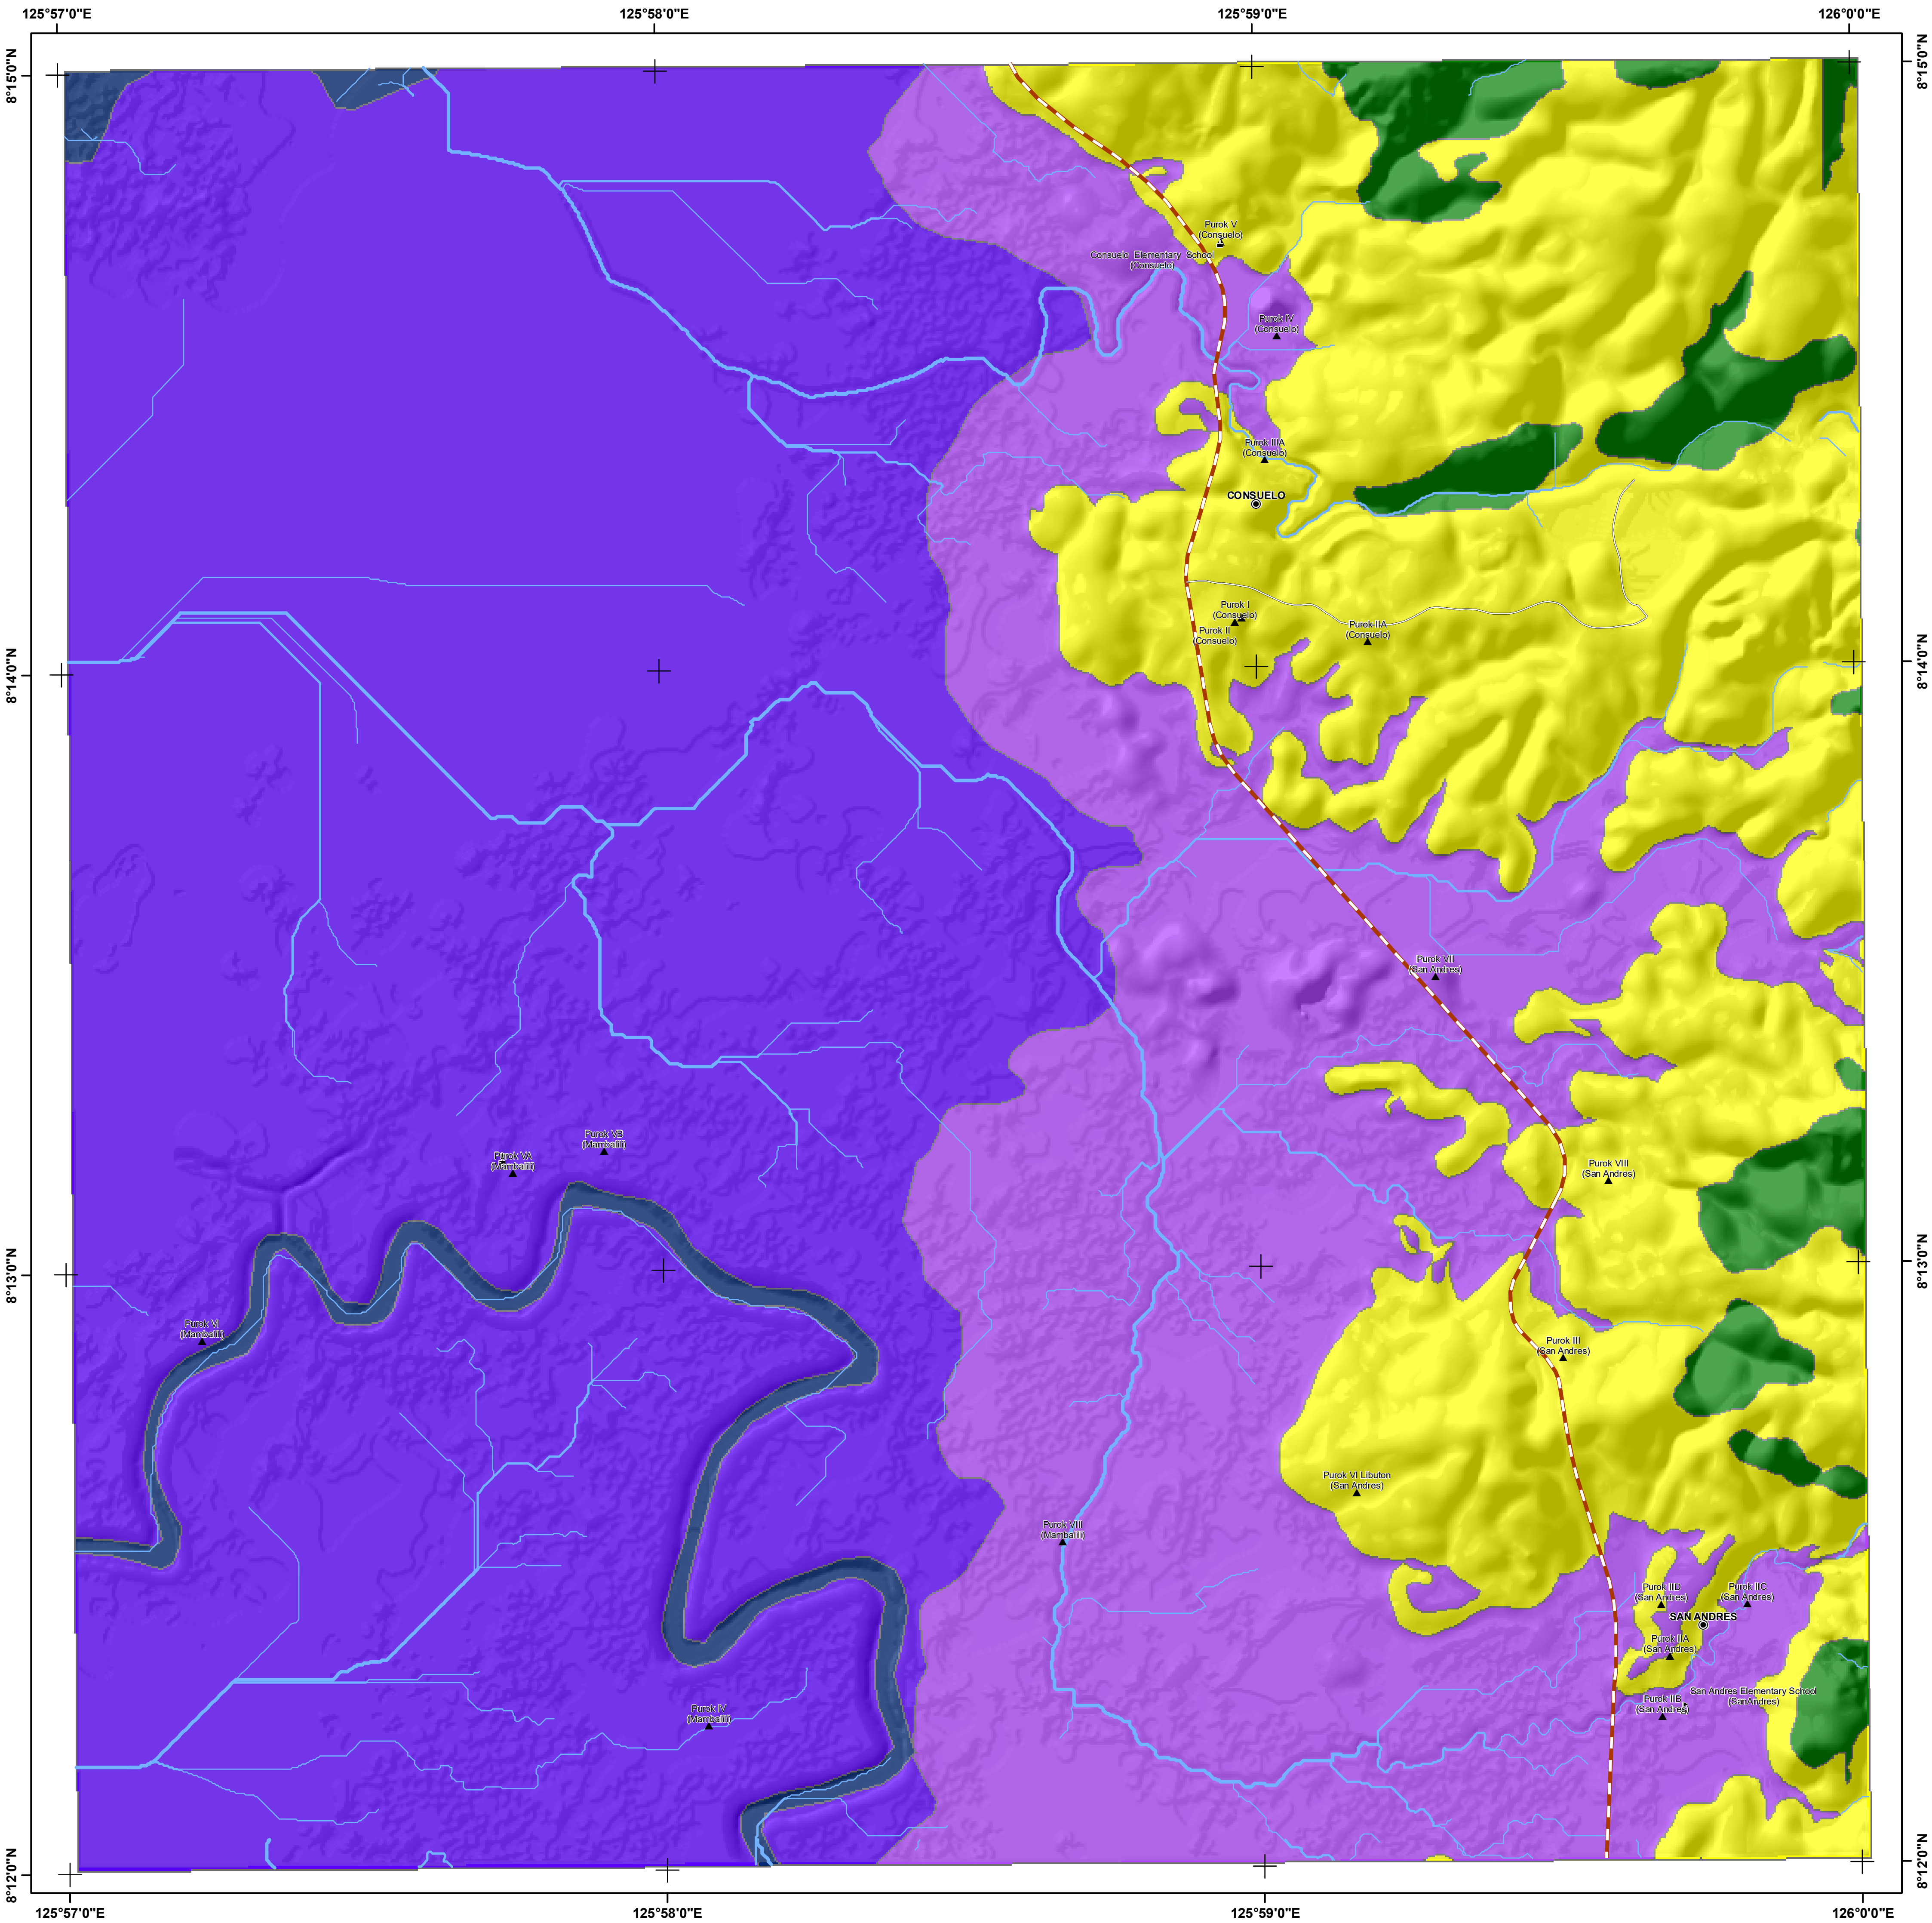 125°57'0"E
125°58'0"E
125°59'0"E
126°0'0"E
8°15'0"N
8°15'0"N
Purok V
(Consuelo)
Consuelo Elementary School
(Consuelo)
Purok IV
(Consuelo)
Purok IIIA
(Consuelo)
CONSUELO
Purok I
(Consuelo)
Purok II
(Consuelo)
Purok IIA
(Consuelo)
8°14'0"N
8°14'0"N
Purok VII
(San Andres)
Purok VB
(Mambalili)
Purok VA
(Mambalili)
Purok VIII
(San Andres)
8°13'0"N
8°13'0"N
Purok VI
(Mambalili)
Purok III
(San Andres)
Purok VI Libuton
(San Andres)
Purok VIII
(Mambalili)
Purok IID
(San Andres)
Purok IIC
(San Andres)
SAN ANDRES
Purok IIA
(San Andres)
San Andres Elementary School
(SanAndres)
Purok IIB
(San Andres)
Purok IV
(Mambalili)
8°12'0"N
8°12'0"N
125°57'0"E
125°58'0"E
125°59'0"E
126°0'0"E